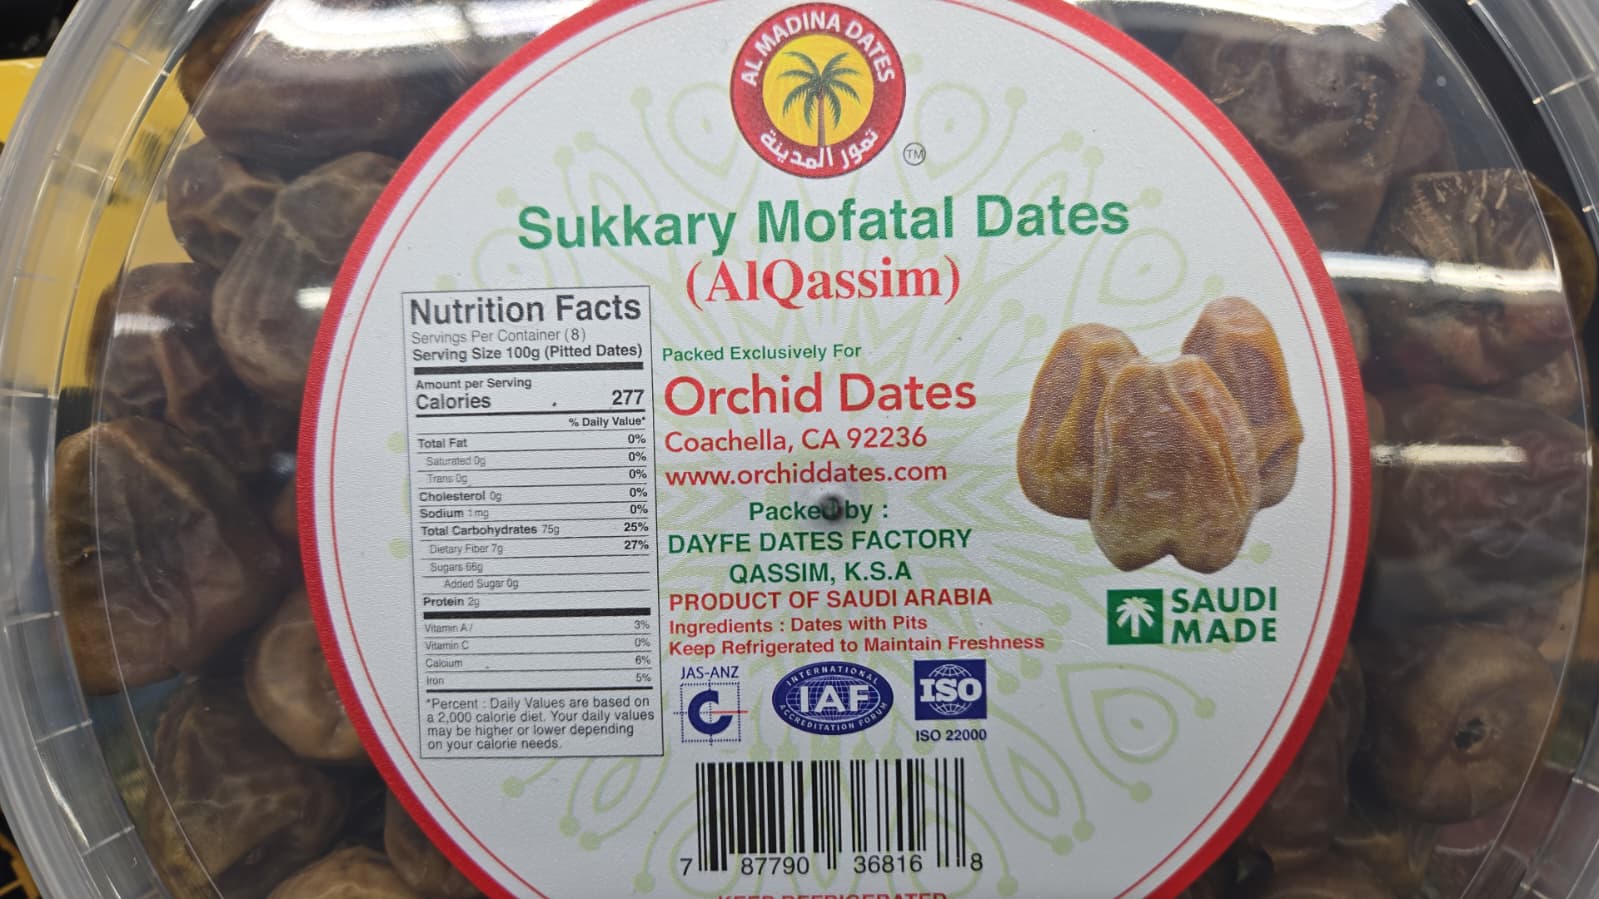 AL MADINA DATES
تمور المدينة
TM
Sukkary Mofatal Dates
(AlQassim)
Nutrition Facts
Servings Per Container (8)
Serving Size 100g (Pitted Dates)
Amount per Serving
Calories 277
% Daily Value*
Total Fat 0%
Saturated 0g 0%
Trans 0g 0%
Cholesterol 0g 0%
Sodium 1mg 0%
Total Carbohydrates 75g 25%
Dietary Fiber 7g 27%
Sugars 66g
Added Sugar 0g
Protein 2g
Vitamin A/ 3%
Vitamin C 0%
Calcium 6%
Iron 5%
*Percent : Daily Values are based on
a 2,000 calorie diet. Your daily values
may be higher or lower depending
on your calorie needs.
Packed Exclusively For
Orchid Dates
Coachella, CA 92236
www.orchiddates.com
Packed by :
DAYFE DATES FACTORY
QASSIM, K.S.A
PRODUCT OF SAUDI ARABIA
Ingredients : Dates with Pits
Keep Refrigerated to Maintain Freshness
SAUDI
MADE
JAS-ANZ
INTERNATIONAL
IAF
ACCREDITATION FORUM
ISO
ISO 22000
7 87790 36816 8
KEEP REFRIGERATED